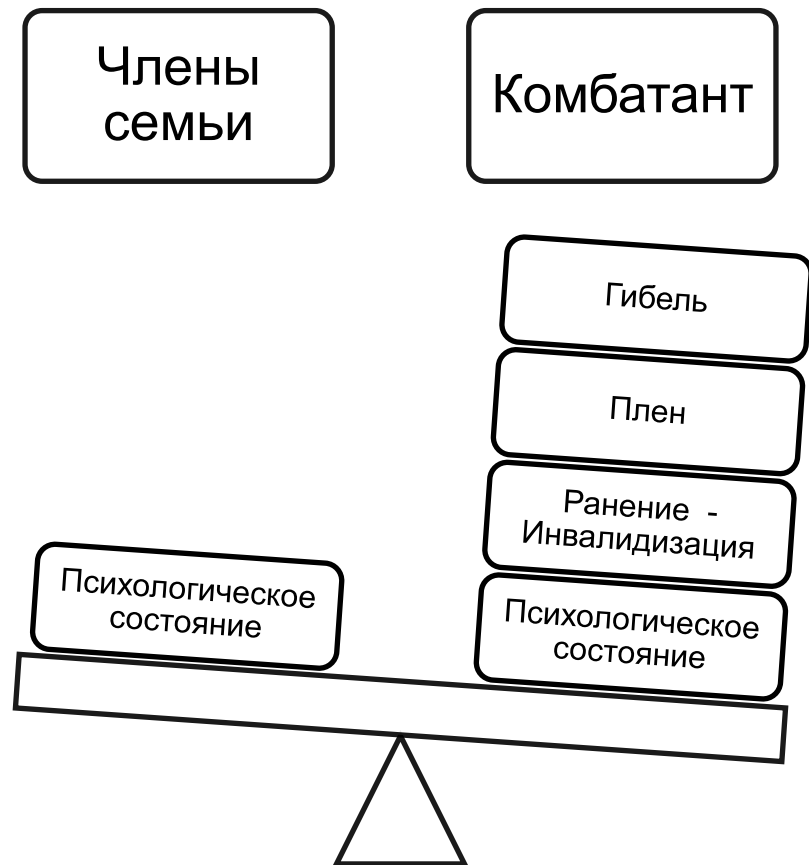 Члены
семьи
Комбатант
Гибель
Плен
Ранение -
Инвалидизация
Психологическое
состояние
Психологическое
состояние